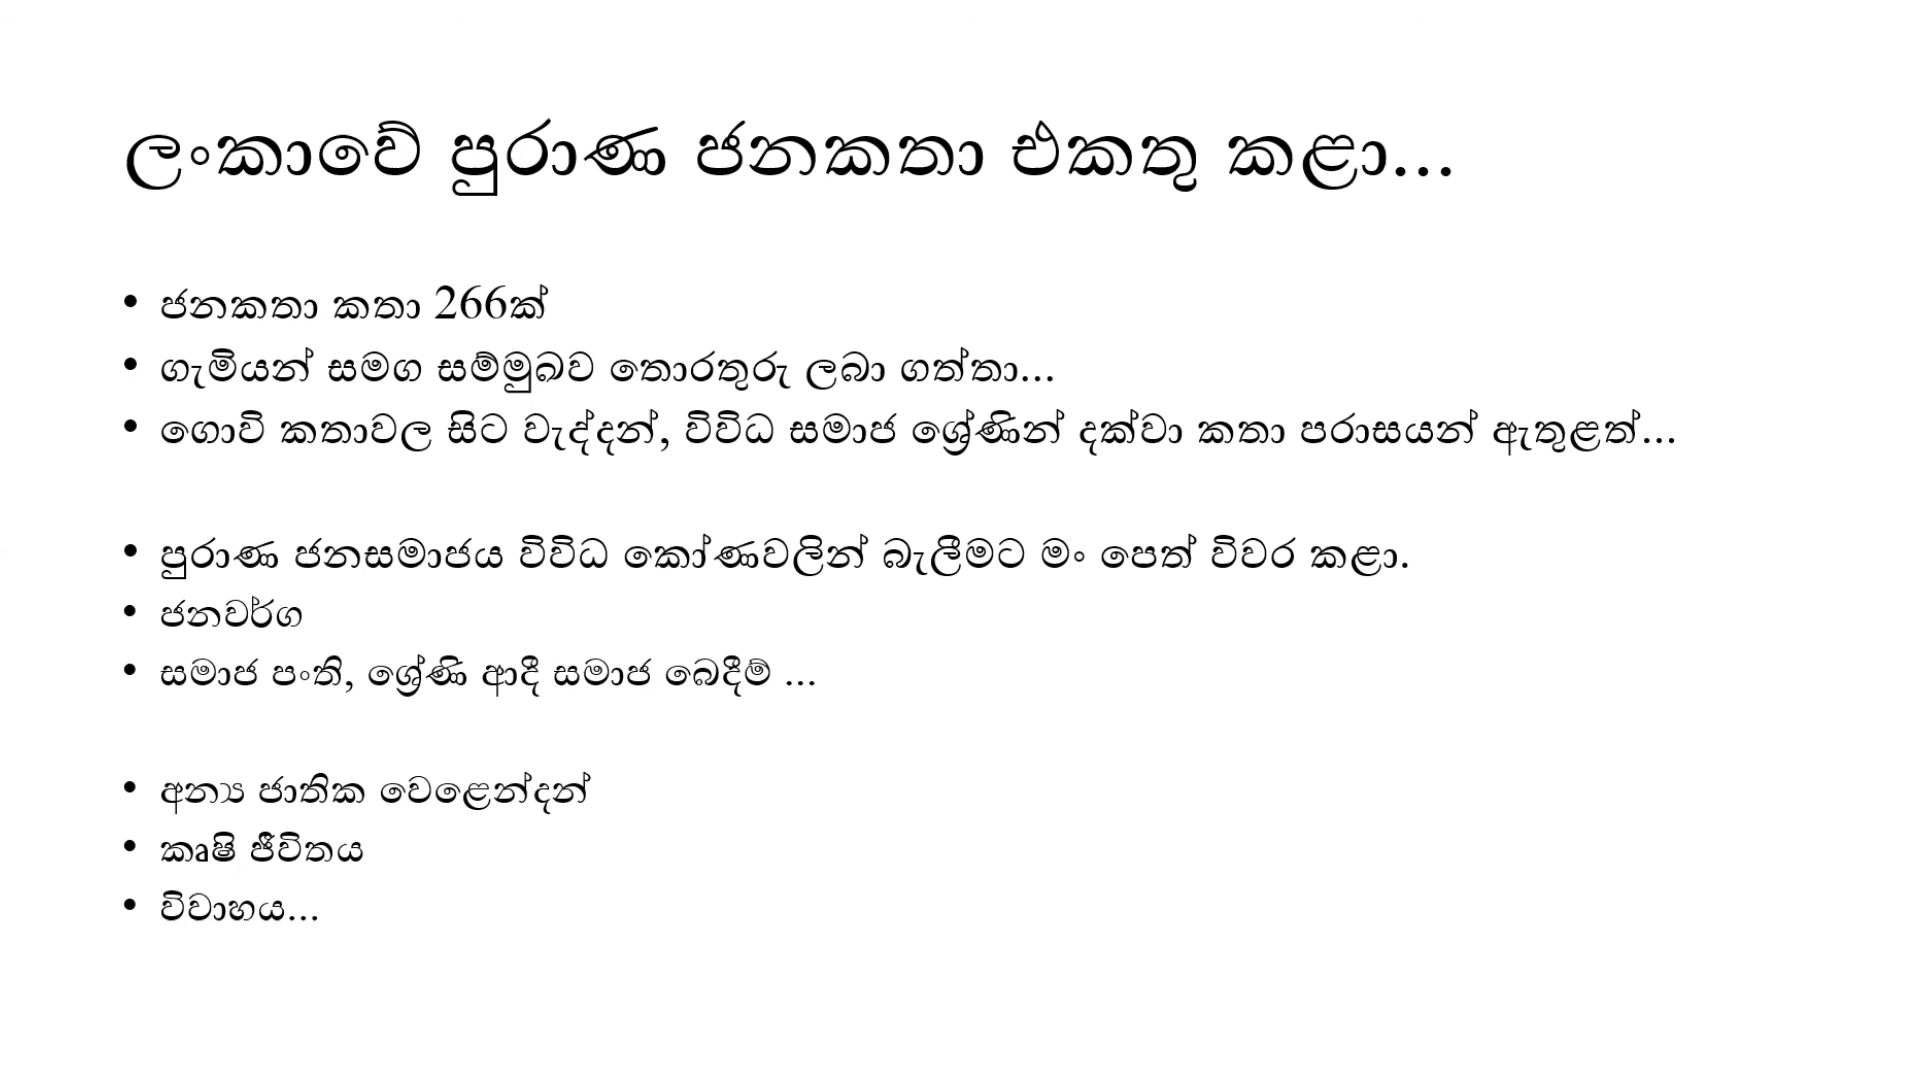 ලංකාවේ පුරාණ ජනකතා එකතු කළා...
• ජනකතා කතා 266ක්
• ගැමියන් සමග සම්මුඛව තොරතුරු ලබා ගත්තා...
• ගොවි කතාවල සිට වැද්දන්, විවිධ සමාජ ශ්‍රේණින් දක්වා කතා පරාසයන් ඇතුළත්...
• පුරාණ ජනසමාජය විවිධ කෝණවලින් බැලීමට මං පෙත් විවර කළා.
• ජනවර්ග
• සමාජ පංති, ශ්‍රේණි ආදී සමාජ බෙදීම් ...
• අන්‍ය ජාතික වෙළෙන්දන්
• කෘෂි ජීවිතය
• විවාහය...